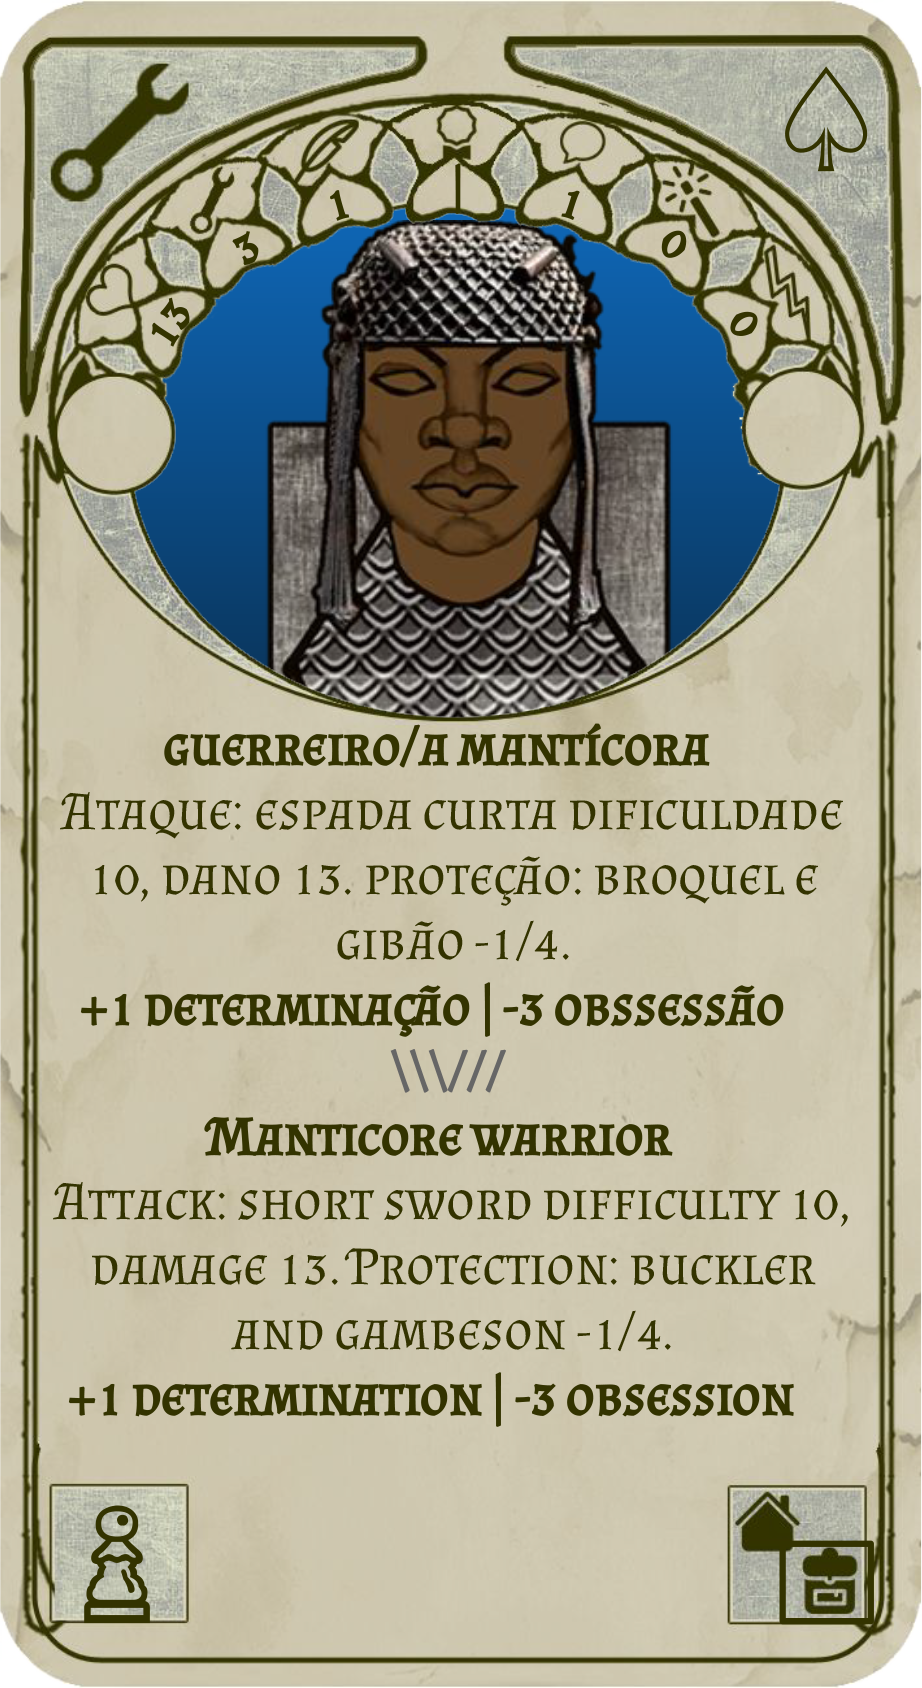 13 3 1 | 1 0 0
GUERREIRO/A MANTÍCORA
ATAQUE: ESPADA CURTA DIFICULDADE
10, DANO 13. PROTEÇÃO: BROQUEL E
GIBÃO -1/4.
+1 DETERMINAÇÃO | -3 OBSSESSÃO
\\\V//
MANTICORE WARRIOR
ATTACK: SHORT SWORD DIFFICULTY 10,
DAMAGE 13. PROTECTION: BUCKLER
AND GAMBESON -1/4.
+1 DETERMINATION | -3 OBSESSION